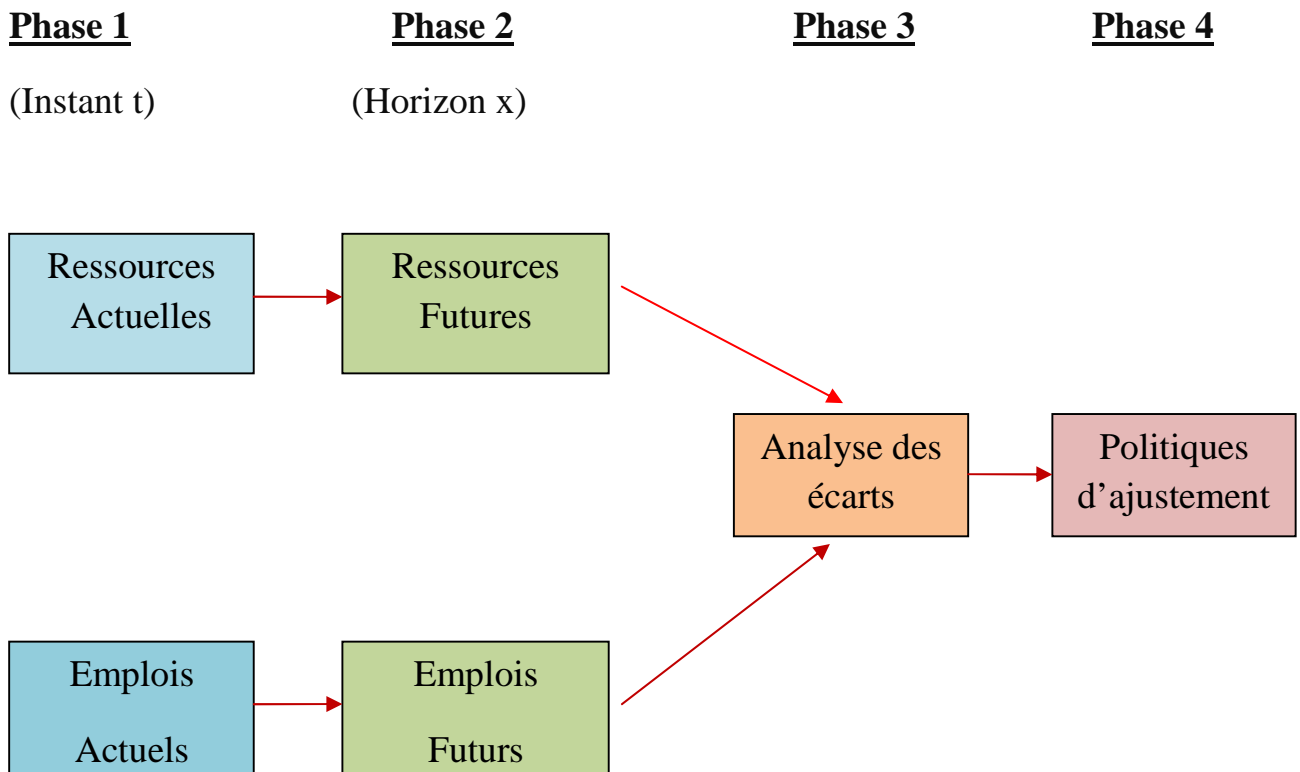 Phase 1 Phase 2 Phase 3 Phase 4
(Instant t) (Horizon x)
Ressources Ressources
Actuelles Futures
Analyse des Politiques
écarts d’ajustement
Emplois Emplois
Actuels Futurs